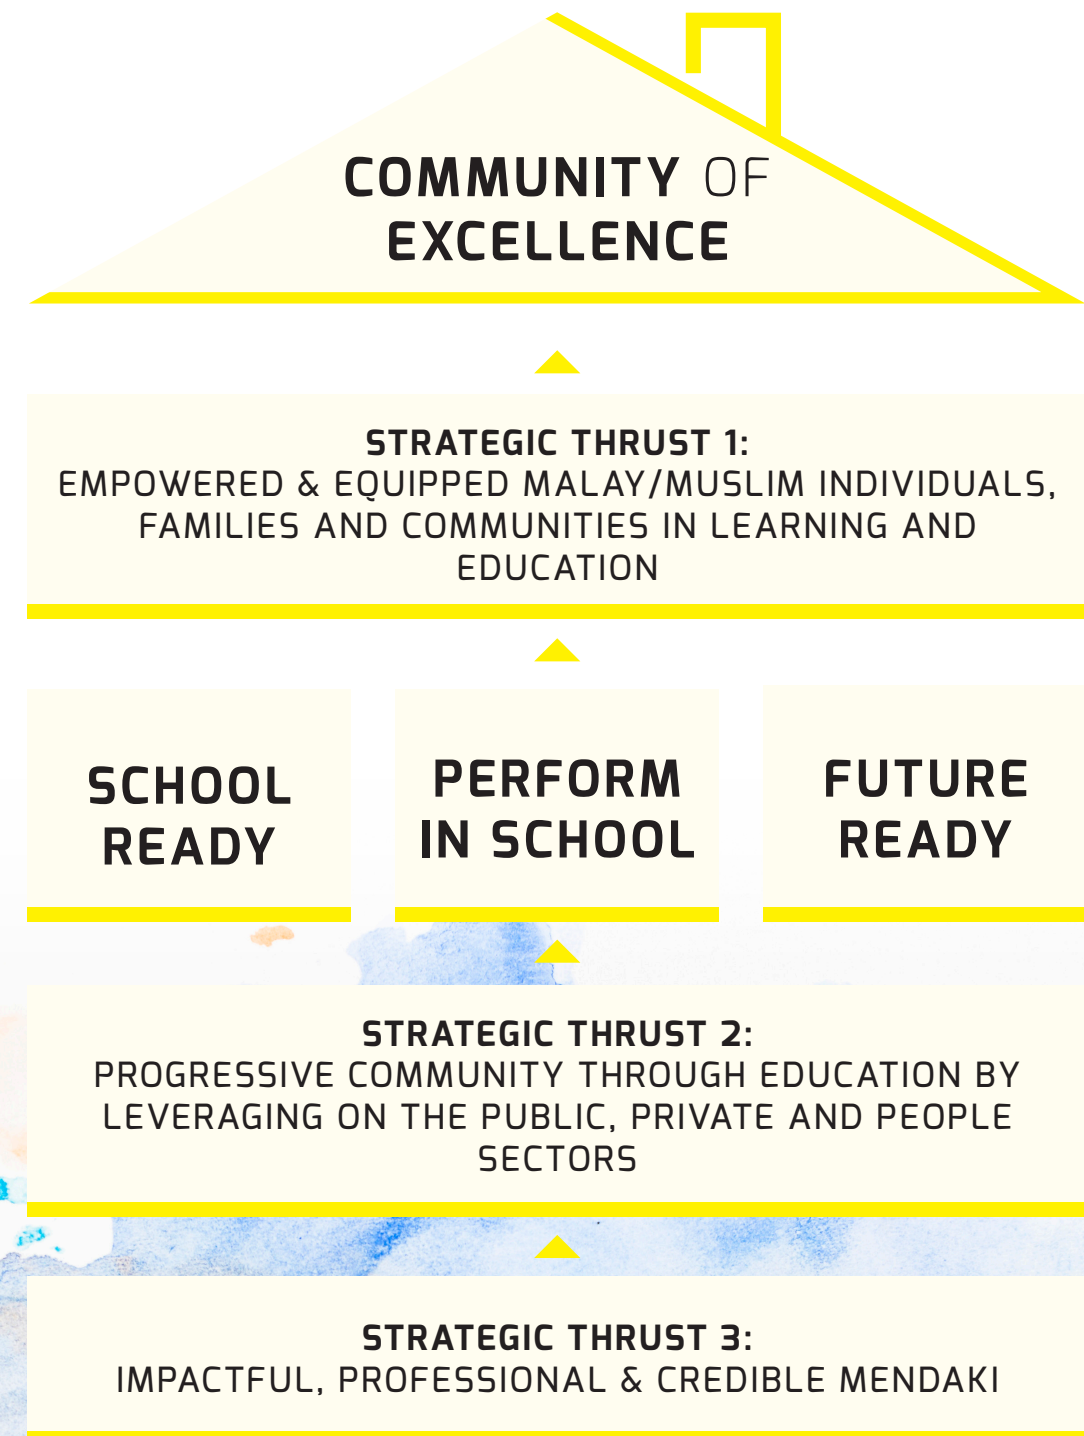 COMMUNITY OF
EXCELLENCE
STRATEGIC THRUST 1:
EMPOWERED & EQUIPPED MALAY/MUSLIM INDIVIDUALS,
FAMILIES AND COMMUNITIES IN LEARNING AND
EDUCATION
SCHOOL
READY
PERFORM
IN SCHOOL
FUTURE
READY
STRATEGIC THRUST 2:
PROGRESSIVE COMMUNITY THROUGH EDUCATION BY
LEVERAGING ON THE PUBLIC, PRIVATE AND PEOPLE
SECTORS
STRATEGIC THRUST 3:
IMPACTFUL, PROFESSIONAL & CREDIBLE MENDAKI